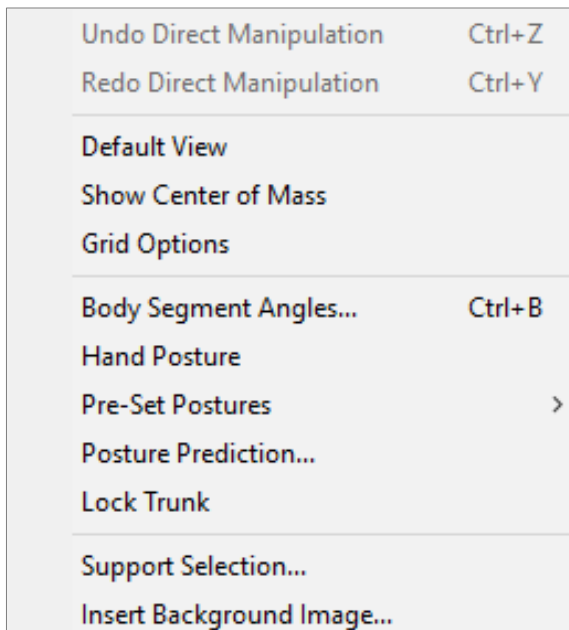 Undo Direct Manipulation Ctrl+Z
Redo Direct Manipulation Ctrl+Y
Default View
Show Center of Mass
Grid Options
Body Segment Angles... Ctrl+B
Hand Posture
Pre-Set Postures >
Posture Prediction...
Lock Trunk
Support Selection...
Insert Background Image...